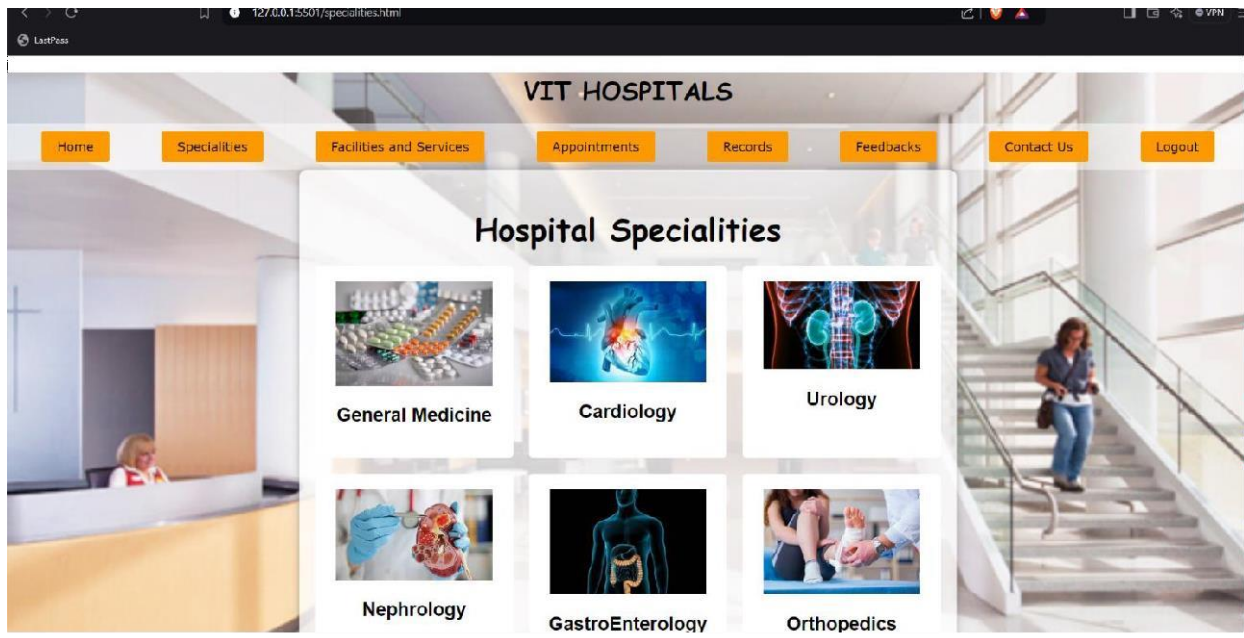 127.0.0.1:5501/specialities.html
VPN
LastPass
VIT HOSPITALS
Home Specialities Facilities and Services Appointments Records Feedbacks Contact Us Logout
Hospital Specialities
General Medicine Cardiology Urology
Nephrology GastroEnterology Orthopedics